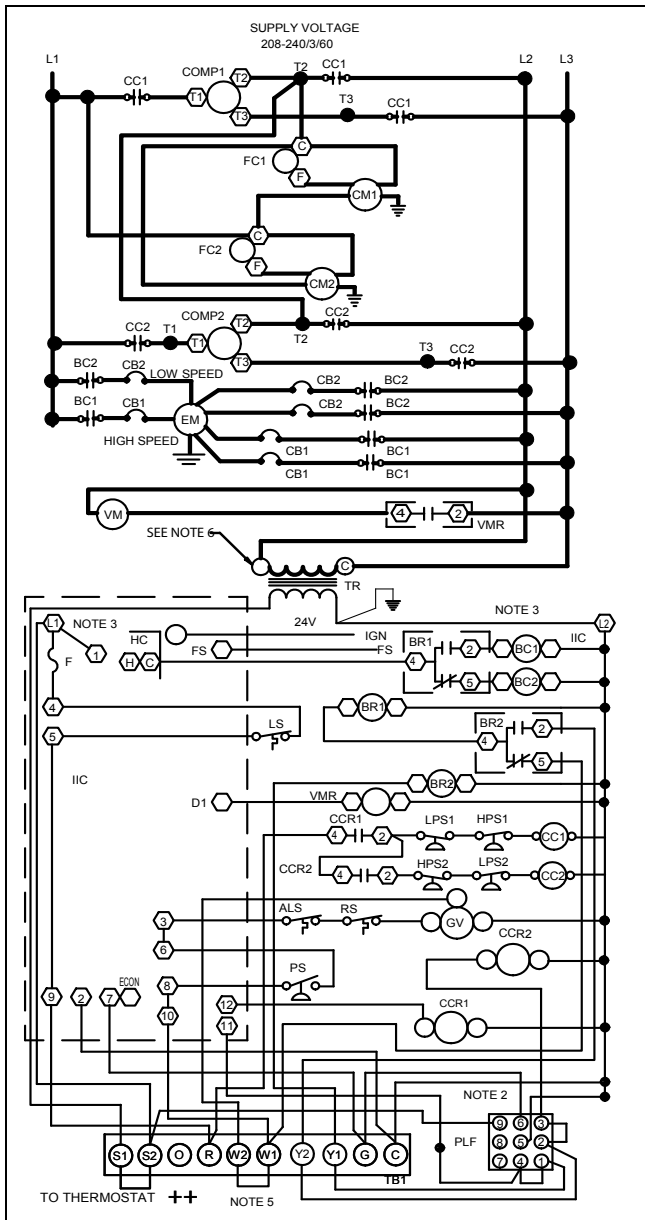 SUPPLY VOLTAGE
208-240/3/60
L1 L2 L3
CC1 COMP1 T2 T2 CC1
T1
T3 T3 CC1
C
FC1
F
CM1
C
FC2
F
CM2
CC2 T1 COMP2 T2 T2 CC2
T1
T3 T3 CC2
BC2 CB2 LOW SPEED CB2 BC2
BC1 CB1 EM CB2 BC2
HIGH SPEED
CB1 BC1
CB1 BC1
VM 4 2 VMR
SEE NOTE 6
C
TR
24V
L1 NOTE 3 NOTE 3 L2
1 HC IGN BR1 2 BC1 IIC
F H C FS FS 4 5 BC2
4 BR1
5 LS BR2 2
4 5
IIC
BR2
D1 VMR
CCR1 4 2 LPS1 HPS1 CC1
CCR2 4 2 HPS2 LPS2 CC2
3 ALS RS GV
6 CCR2
8 PS
ECON
9 2 7 10 12 CCR1
11
NOTE 2
9 6 3
PLF 8 5 2
7 4 1
S1 S2 O R W2 W1 Y2 Y1 G C
TB1
TO THERMOSTAT ++ NOTE 5